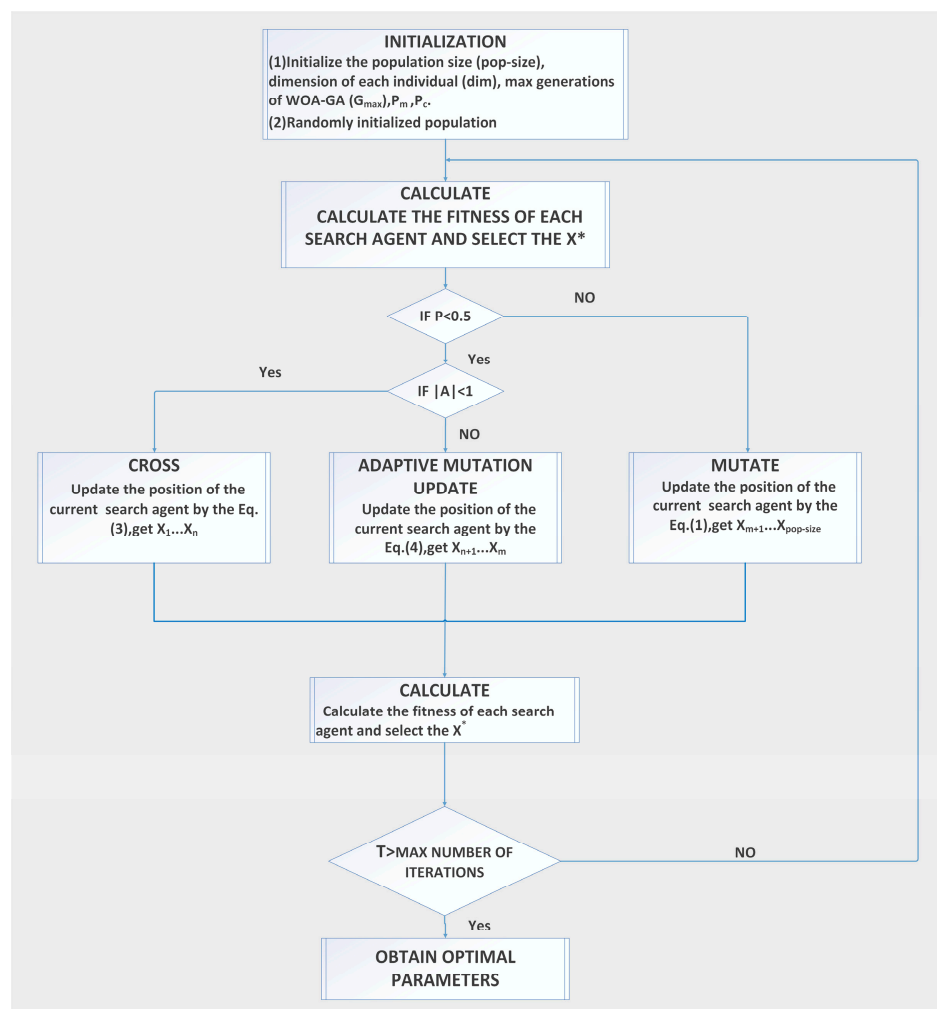 INITIALIZATION
(1)Initialize the population size (pop-size),
dimension of each individual (dim), max generations
of WOA-GA (Gmax),Pm ,Pc.
(2)Randomly initialized population
CALCULATE
CALCULATE THE FITNESS OF EACH
SEARCH AGENT AND SELECT THE X*
IF P<0.5
NO
Yes
IF |A|<1
Yes
NO
CROSS
Update the position of the
current search agent by the Eq.
(3),get X1...Xn
ADAPTIVE MUTATION
UPDATE
Update the position of the
current search agent by the
Eq.(4),get Xn+1...Xm
MUTATE
Update the position of the
current search agent by the
Eq.(1),get Xm+1...Xpop-size
CALCULATE
Calculate the fitness of each search
agent and select the X*
T>MAX NUMBER OF
ITERATIONS
NO
Yes
OBTAIN OPTIMAL
PARAMETERS